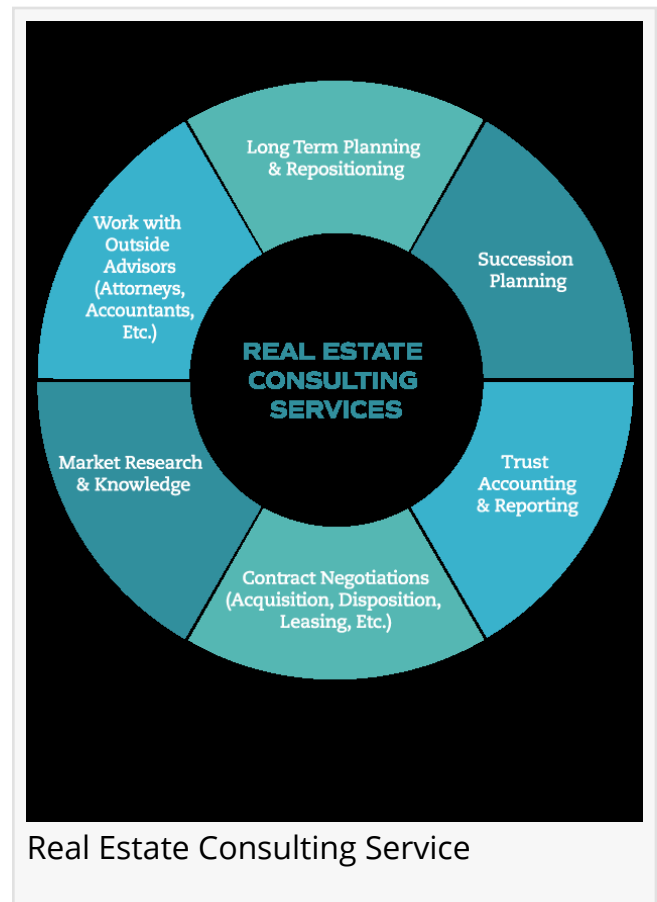 Long Term Planning
& Repositioning
Succession
Planning
Trust
Accounting
& Reporting
Contract Negotiations
(Acquisition, Disposition,
Leasing, Etc.)
Market Research
& Knowledge
Work with
Outside
Advisors
(Attorneys,
Accountants,
Etc.)
REAL ESTATE
CONSULTING
SERVICES
Real Estate Consulting Service